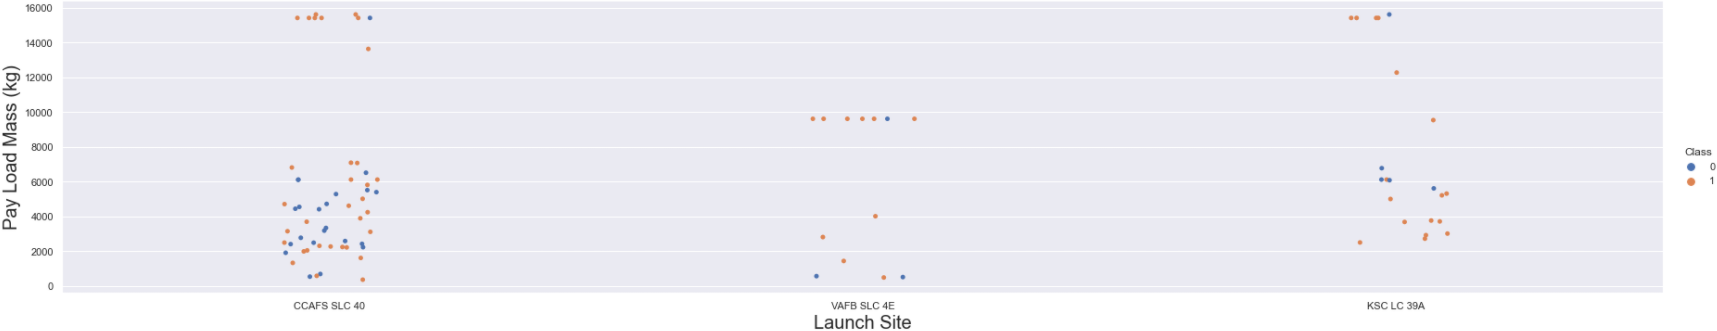 16000
14000
12000
10000
8000
6000
4000
2000
0
Pay Load Mass (kg)
CCAFS SLC 40
VAFB SLC 4E
KSC LC 39A
Launch Site
Class
0
1